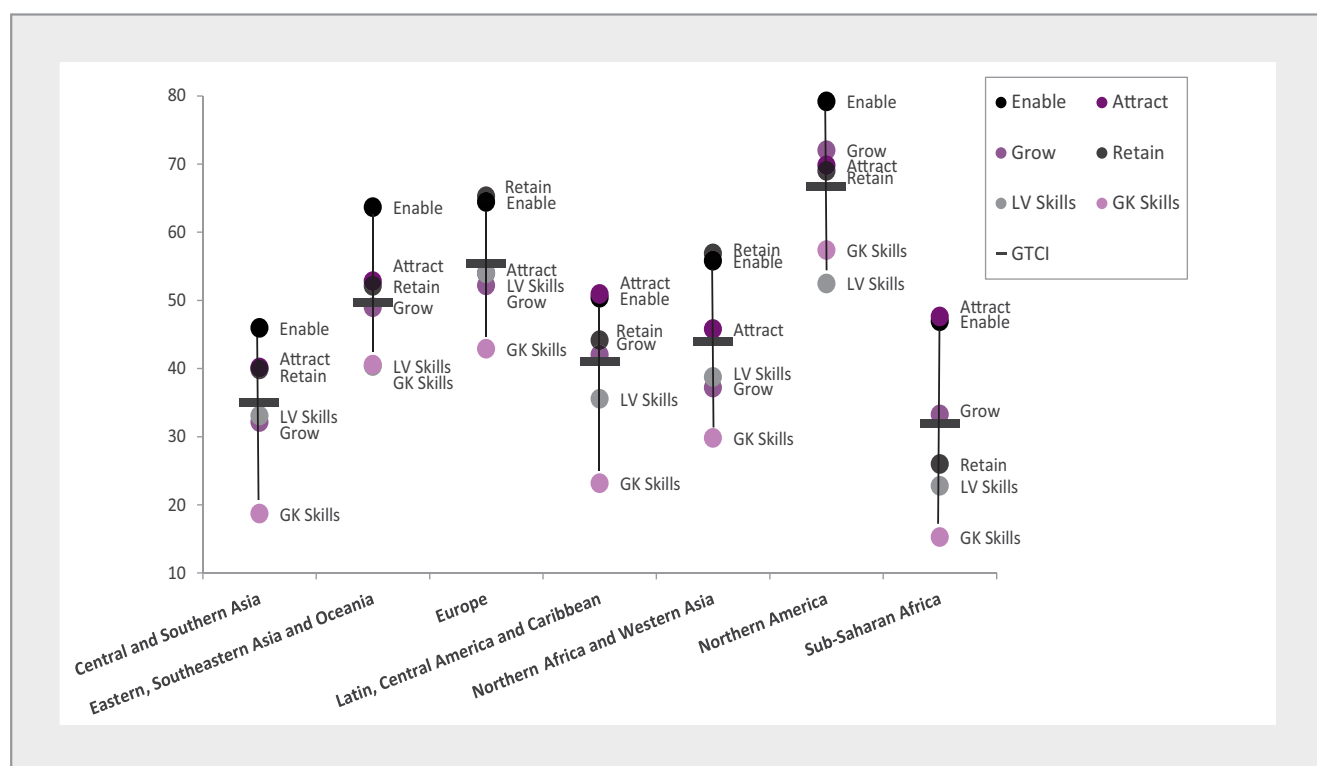 80
70
60
50
40
30
20
10
Enable
Attract
Retain
LV Skills
Grow
GK Skills
Enable
Attract
Retain
Grow
LV Skills
GK Skills
Retain
Enable
Attract
LV Skills
Grow
GK Skills
Attract
Enable
Retain
Grow
LV Skills
GK Skills
Retain
Enable
Attract
LV Skills
Grow
GK Skills
Enable
Grow
Attract
Retain
GK Skills
LV Skills
Attract
Enable
Grow
Retain
LV Skills
GK Skills
Enable Attract
Grow Retain
LV Skills GK Skills
GTCI
Central and Southern Asia
Eastern, Southeastern Asia and Oceania
Europe
Latin, Central America and Caribbean
Northern Africa and Western Asia
Northern America
Sub-Saharan Africa